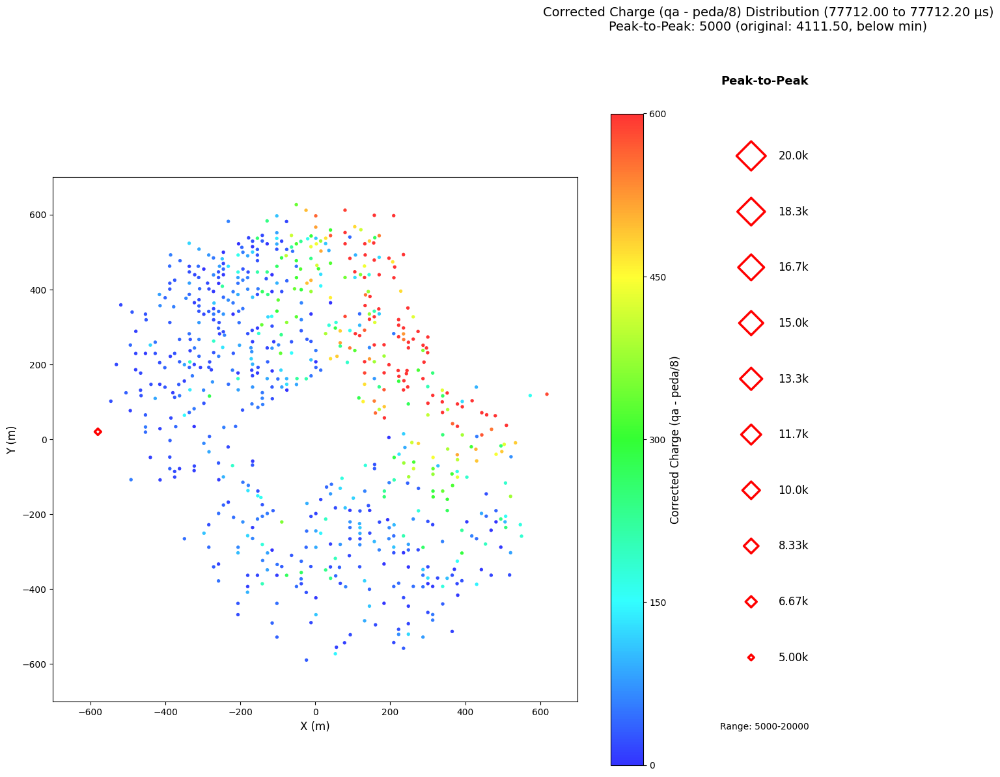 Corrected Charge (qa - peda/8) Distribution (77712.00 to 77712.20 μs)
Peak-to-Peak: 5000 (original: 4111.50, below min)
Y (m)
600
400
200
0
−200
−400
−600
−600
−400
−200
0
200
400
600
X (m)
600
450
300
150
0
Corrected Charge (qa - peda/8)
Peak-to-Peak
20.0k
18.3k
16.7k
15.0k
13.3k
11.7k
10.0k
8.33k
6.67k
5.00k
Range: 5000-20000